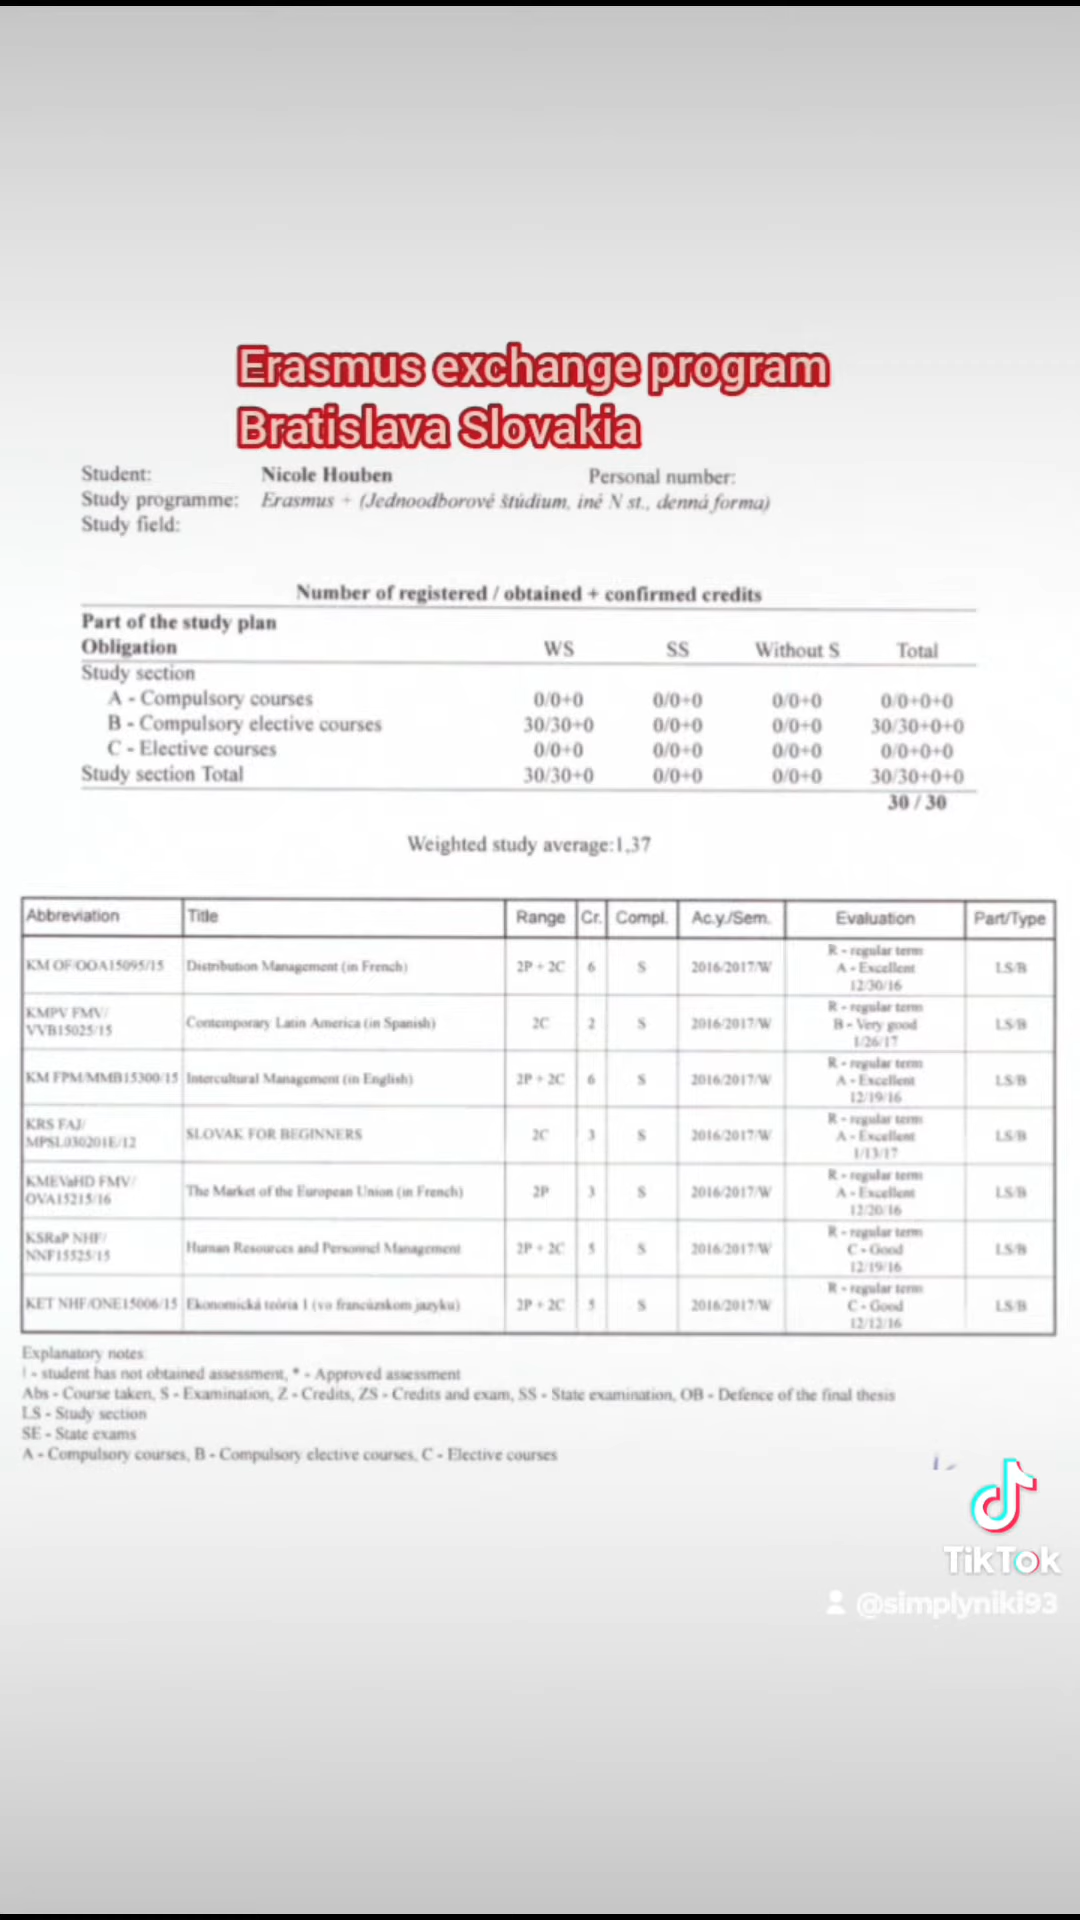 Erasmus exchange program
Bratislava Slovakia
Student: Nicole Houben Personal number:
Study programme: Erasmus + (Jednoodborové štúdium, iné N st., denná forma)
Study field:
Number of registered / obtained + confirmed credits
Part of the study plan
Obligation WS SS Without S Total
Study section
A - Compulsory courses 0/0+0 0/0+0 0/0+0 0/0+0+0
B - Compulsory elective courses 30/30+0 0/0+0 0/0+0 30/30+0+0
C - Elective courses 0/0+0 0/0+0 0/0+0 0/0+0+0
Study section Total 30/30+0 0/0+0 0/0+0 30/30+0+0
30 / 30
Weighted study average:1,37
Abbreviation Title Range Cr. Compl. Ac.y./Sem. Evaluation Part/Type
KM OF/OOA15095/15 Distribution Management (in French) 2P + 2C 6 S 2016/2017/W R - regular term A - Excellent 12/30/16 LS/B
KMPV FMV/ VVB15025/15 Contemporary Latin America (in Spanish) 2C 2 S 2016/2017/W R - regular term B - Very good 1/26/17 LS/B
KM FPM/MMB15300/15 Intercultural Management (in English) 2P + 2C 6 S 2016/2017/W R - regular term A - Excellent 12/19/16 LS/B
KRS FAJ/ MPSL030201E/12 SLOVAK FOR BEGINNERS 2C 3 S 2016/2017/W R - regular term A - Excellent 1/13/17 LS/B
KMEVaHD FMV/ OVA15215/16 The Market of the European Union (in French) 2P 3 S 2016/2017/W R - regular term A - Excellent 12/20/16 LS/B
KSRaP NHF/ NNF15525/15 Human Resources and Personnel Management 2P + 2C 5 S 2016/2017/W R - regular term C - Good 12/19/16 LS/B
KET NHF/ONE15006/15 Ekonomická teória I (vo francúzskom jazyku) 2P + 2C 5 S 2016/2017/W R - regular term C - Good 12/12/16 LS/B
Explanatory notes:
! - student has not obtained assessment, * - Approved assessment
Abs - Course taken, S - Examination, Z - Credits, ZS - Credits and exam, SS - State examination, OB - Defence of the final thesis
LS - Study section
SE - State exams
A - Compulsory courses, B - Compulsory elective courses, C - Elective courses
TikTok
@simplyniki93